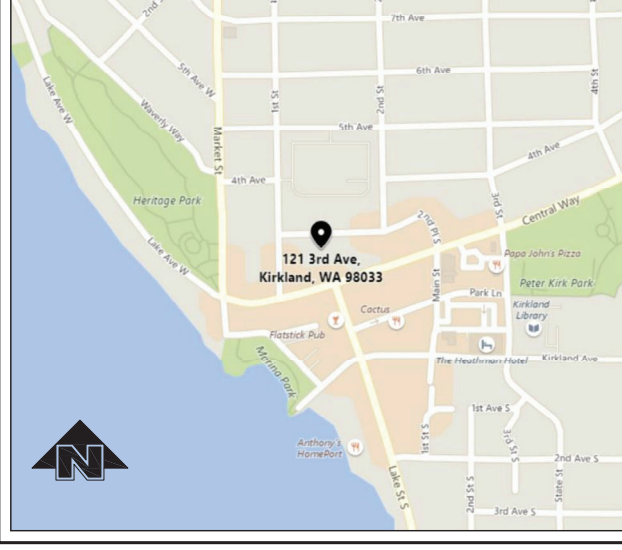 7th Ave
2nd
6th Ave
5th Ave W
1st St
2nd St
4th St
Lake Ave W
Waverly Way
Market St
5th Ave
4th Ave
4th Ave
Heritage Park
3rd St
Central Way
2nd Pl S
121 3rd Ave,
Kirkland, WA 98033
Papa John's Pizza
Lake Ave W
Main St
Peter Kirk Park
Park Ln
Kirkland
Library
Cactus
Flatstick Pub
Marina Park
The Heathman Hotel
Kirkland Ave
1st Ave S
Anthony's
HomePort
1st St S
3rd St S
2nd Ave S
Lake St S
2nd St S
State St
3rd Ave S
N